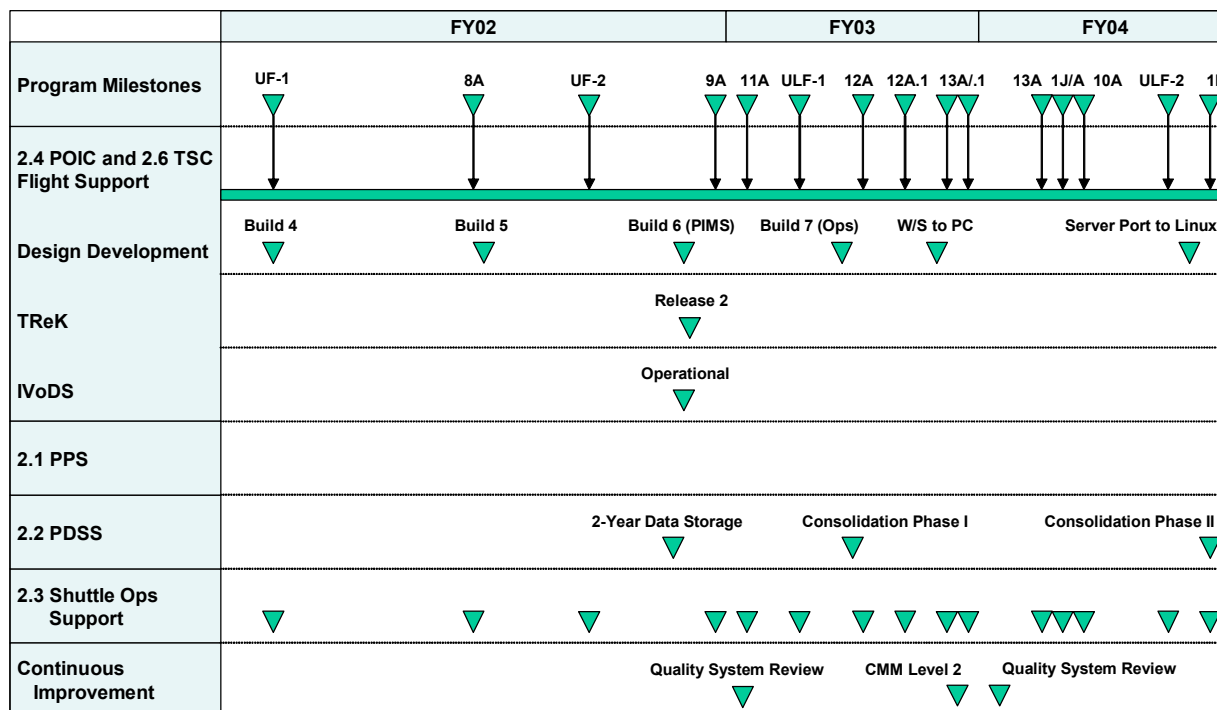 FY02 FY03 FY04
Program Milestones
UF-1 8A UF-2 9A 11A ULF-1 12A 12A.1 13A/.1 13A 1J/A 10A ULF-2
2.4 POIC and 2.6 TSC
Flight Support
Design Development
Build 4 Build 5 Build 6 (PIMS) Build 7 (Ops) W/S to PC Server Port to Linux
TReK
Release 2
IVoDS
Operational
2.1 PPS
2.2 PDSS
2-Year Data Storage Consolidation Phase I Consolidation Phase II
2.3 Shuttle Ops
Support
Continuous
Improvement
Quality System Review CMM Level 2 Quality System Review